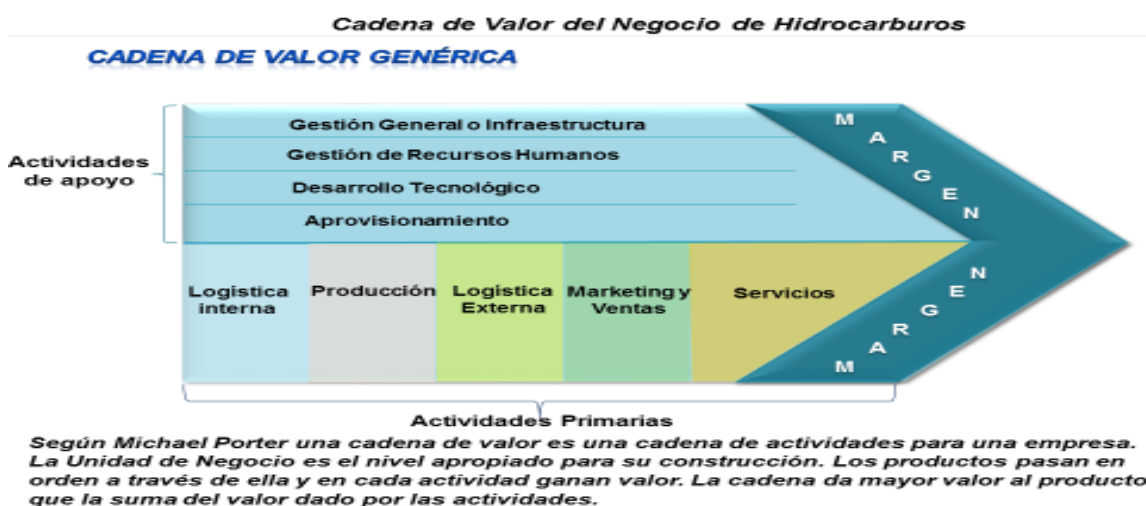 Cadena de Valor del Negocio de Hidrocarburos
CADENA DE VALOR GENÉRICA
Actividades
de apoyo
Gestión General o Infraestructura
Gestión de Recursos Humanos
Desarrollo Tecnológico
Aprovisionamiento
MARGEN
Logistica
interna
Producción
Logística
Externa
Marketing y
Ventas
Servicios
MARGEN
Actividades Primarias
Según Michael Porter una cadena de valor es una cadena de actividades para una empresa.
La Unidad de Negocio es el nivel apropiado para su construcción. Los productos pasan en
orden a través de ella y en cada actividad ganan valor. La cadena da mayor valor al producto
que la suma del valor dado por las actividades.